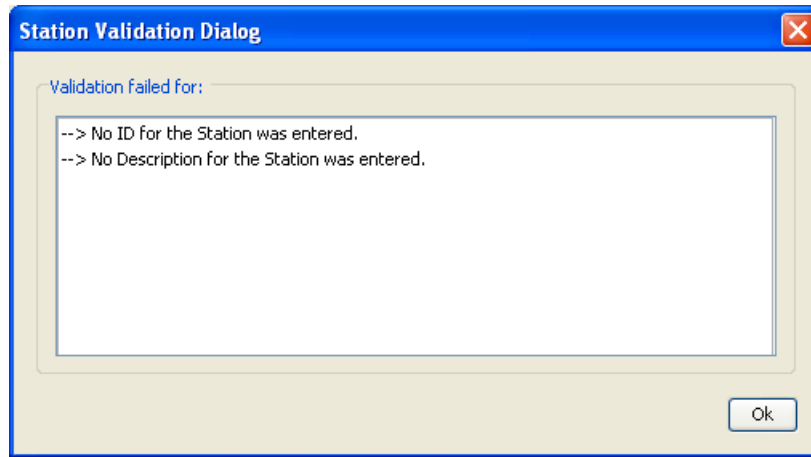 Station Validation Dialog
Validation failed for:
--> No ID for the Station was entered.
--> No Description for the Station was entered.
Ok